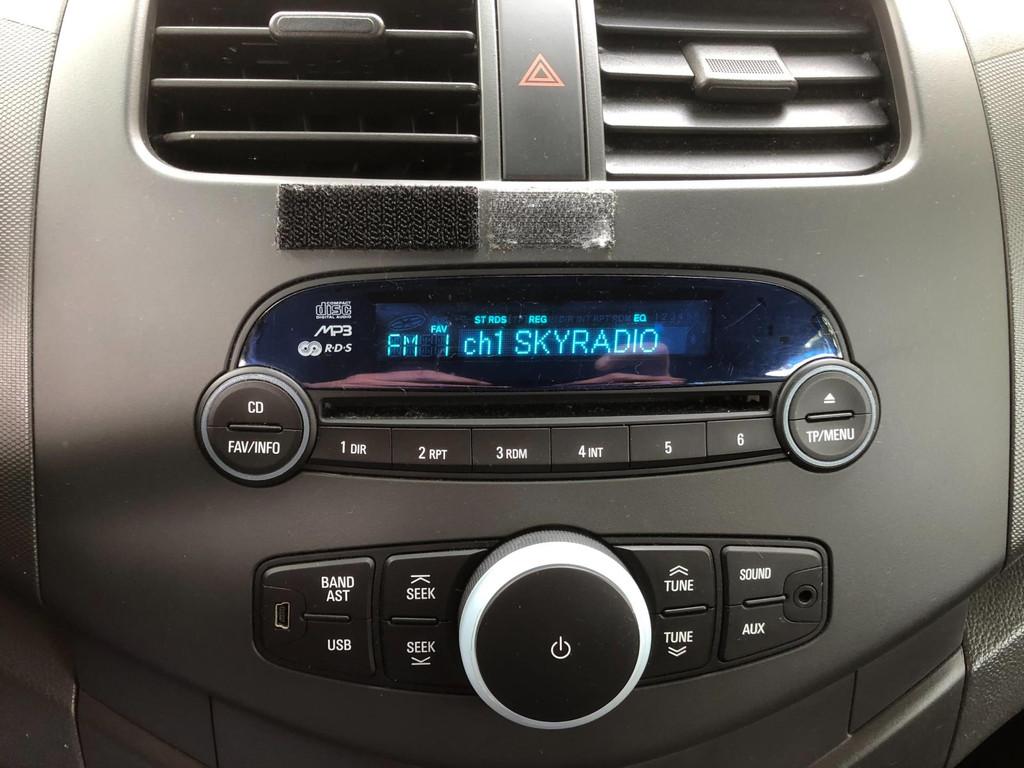 COMPACT
disc
DIGITAL AUDIO
MP3
R·D·S
ST RDS REG EQ
FAV
FM 1 ch1 SKYRADIO
CD
FAV/INFO
1 DIR
2 RPT
3 RDM
4 INT
5
6
TP/MENU
BAND
AST
USB
SEEK
SEEK
TUNE
TUNE
SOUND
AUX